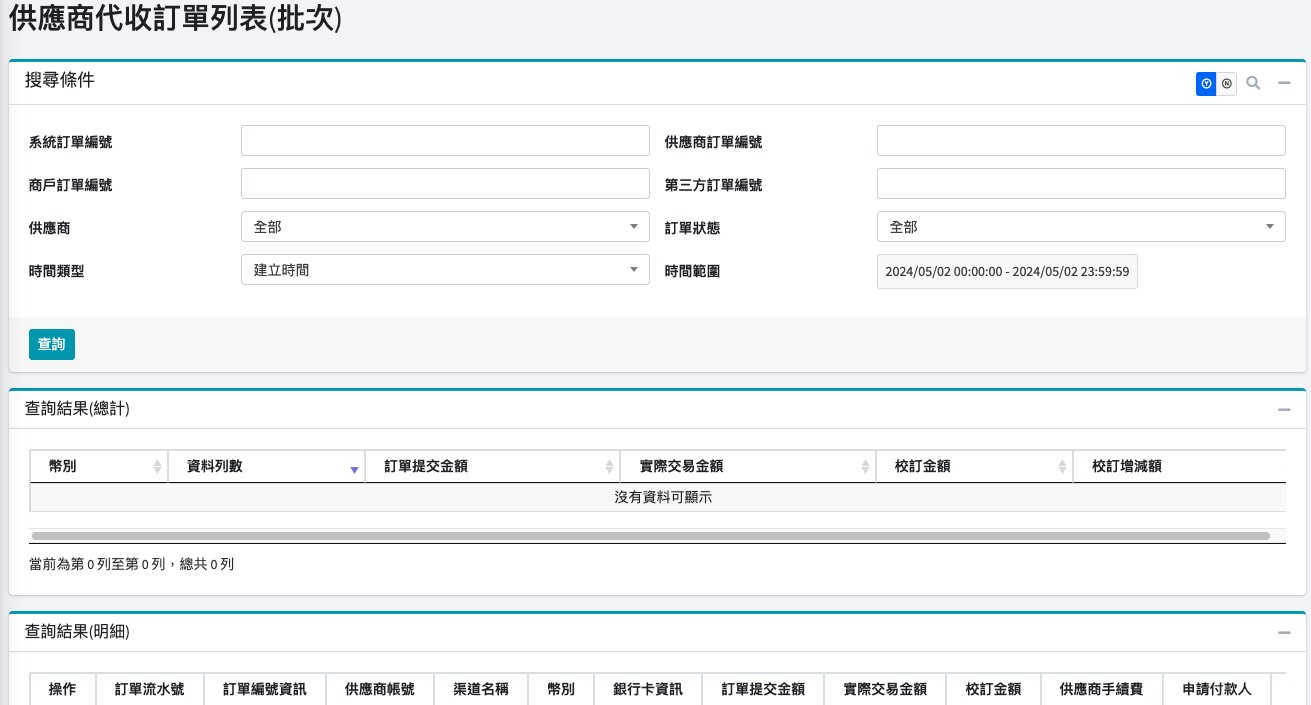 供應商代收訂單列表(批次)
搜尋條件
Y N
系統訂單編號 供應商訂單編號
商戶訂單編號 第三方訂單編號
供應商 全部 訂單狀態 全部
時間類型 建立時間 時間範圍 2024/05/02 00:00:00 - 2024/05/02 23:59:59
查詢
查詢結果(總計)
幣別 資料列數 訂單提交金額 實際交易金額 校訂金額 校訂增減額
沒有資料可顯示
當前為第 0 列至第 0 列，總共 0 列
查詢結果(明細)
操作 訂單流水號 訂單編號資訊 供應商帳號 渠道名稱 幣別 銀行卡資訊 訂單提交金額 實際交易金額 校訂金額 供應商手續費 申請付款人